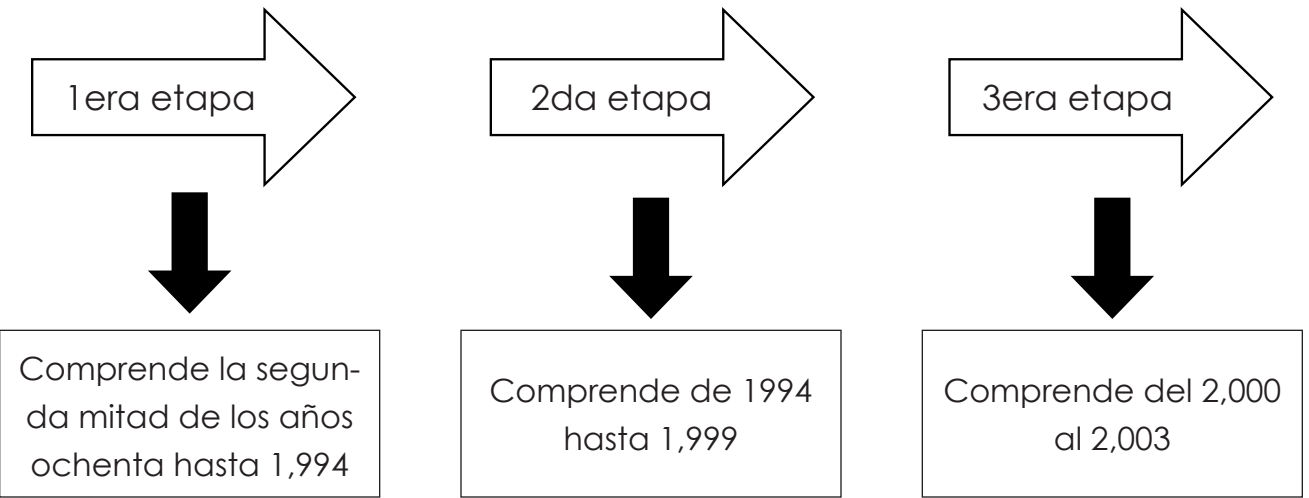 1era etapa
2da etapa
3era etapa
Comprende la segun-
da mitad de los años
ochenta hasta 1,994
Comprende de 1994
hasta 1,999
Comprende del 2,000
al 2,003